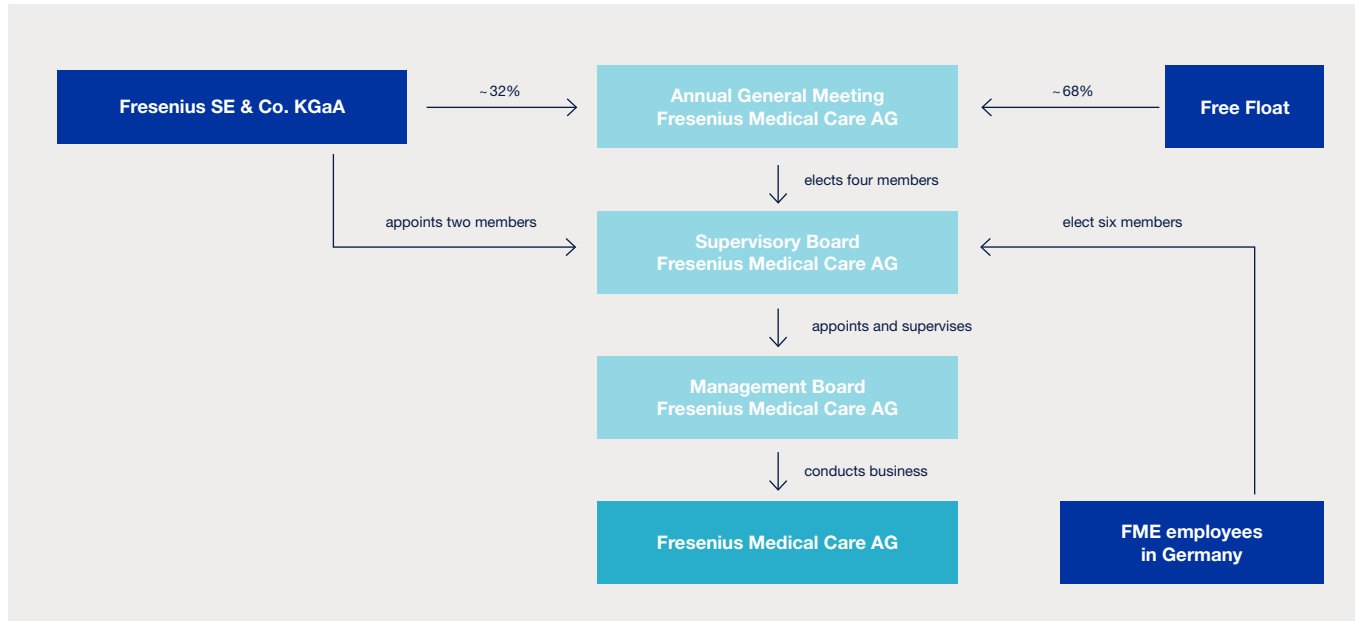 Fresenius SE & Co. KGaA
~32%
Annual General Meeting
Fresenius Medical Care AG
~68%
Free Float
elects four members
appoints two members
elect six members
Supervisory Board
Fresenius Medical Care AG
appoints and supervises
Management Board
Fresenius Medical Care AG
conducts business
Fresenius Medical Care AG
FME employees
in Germany